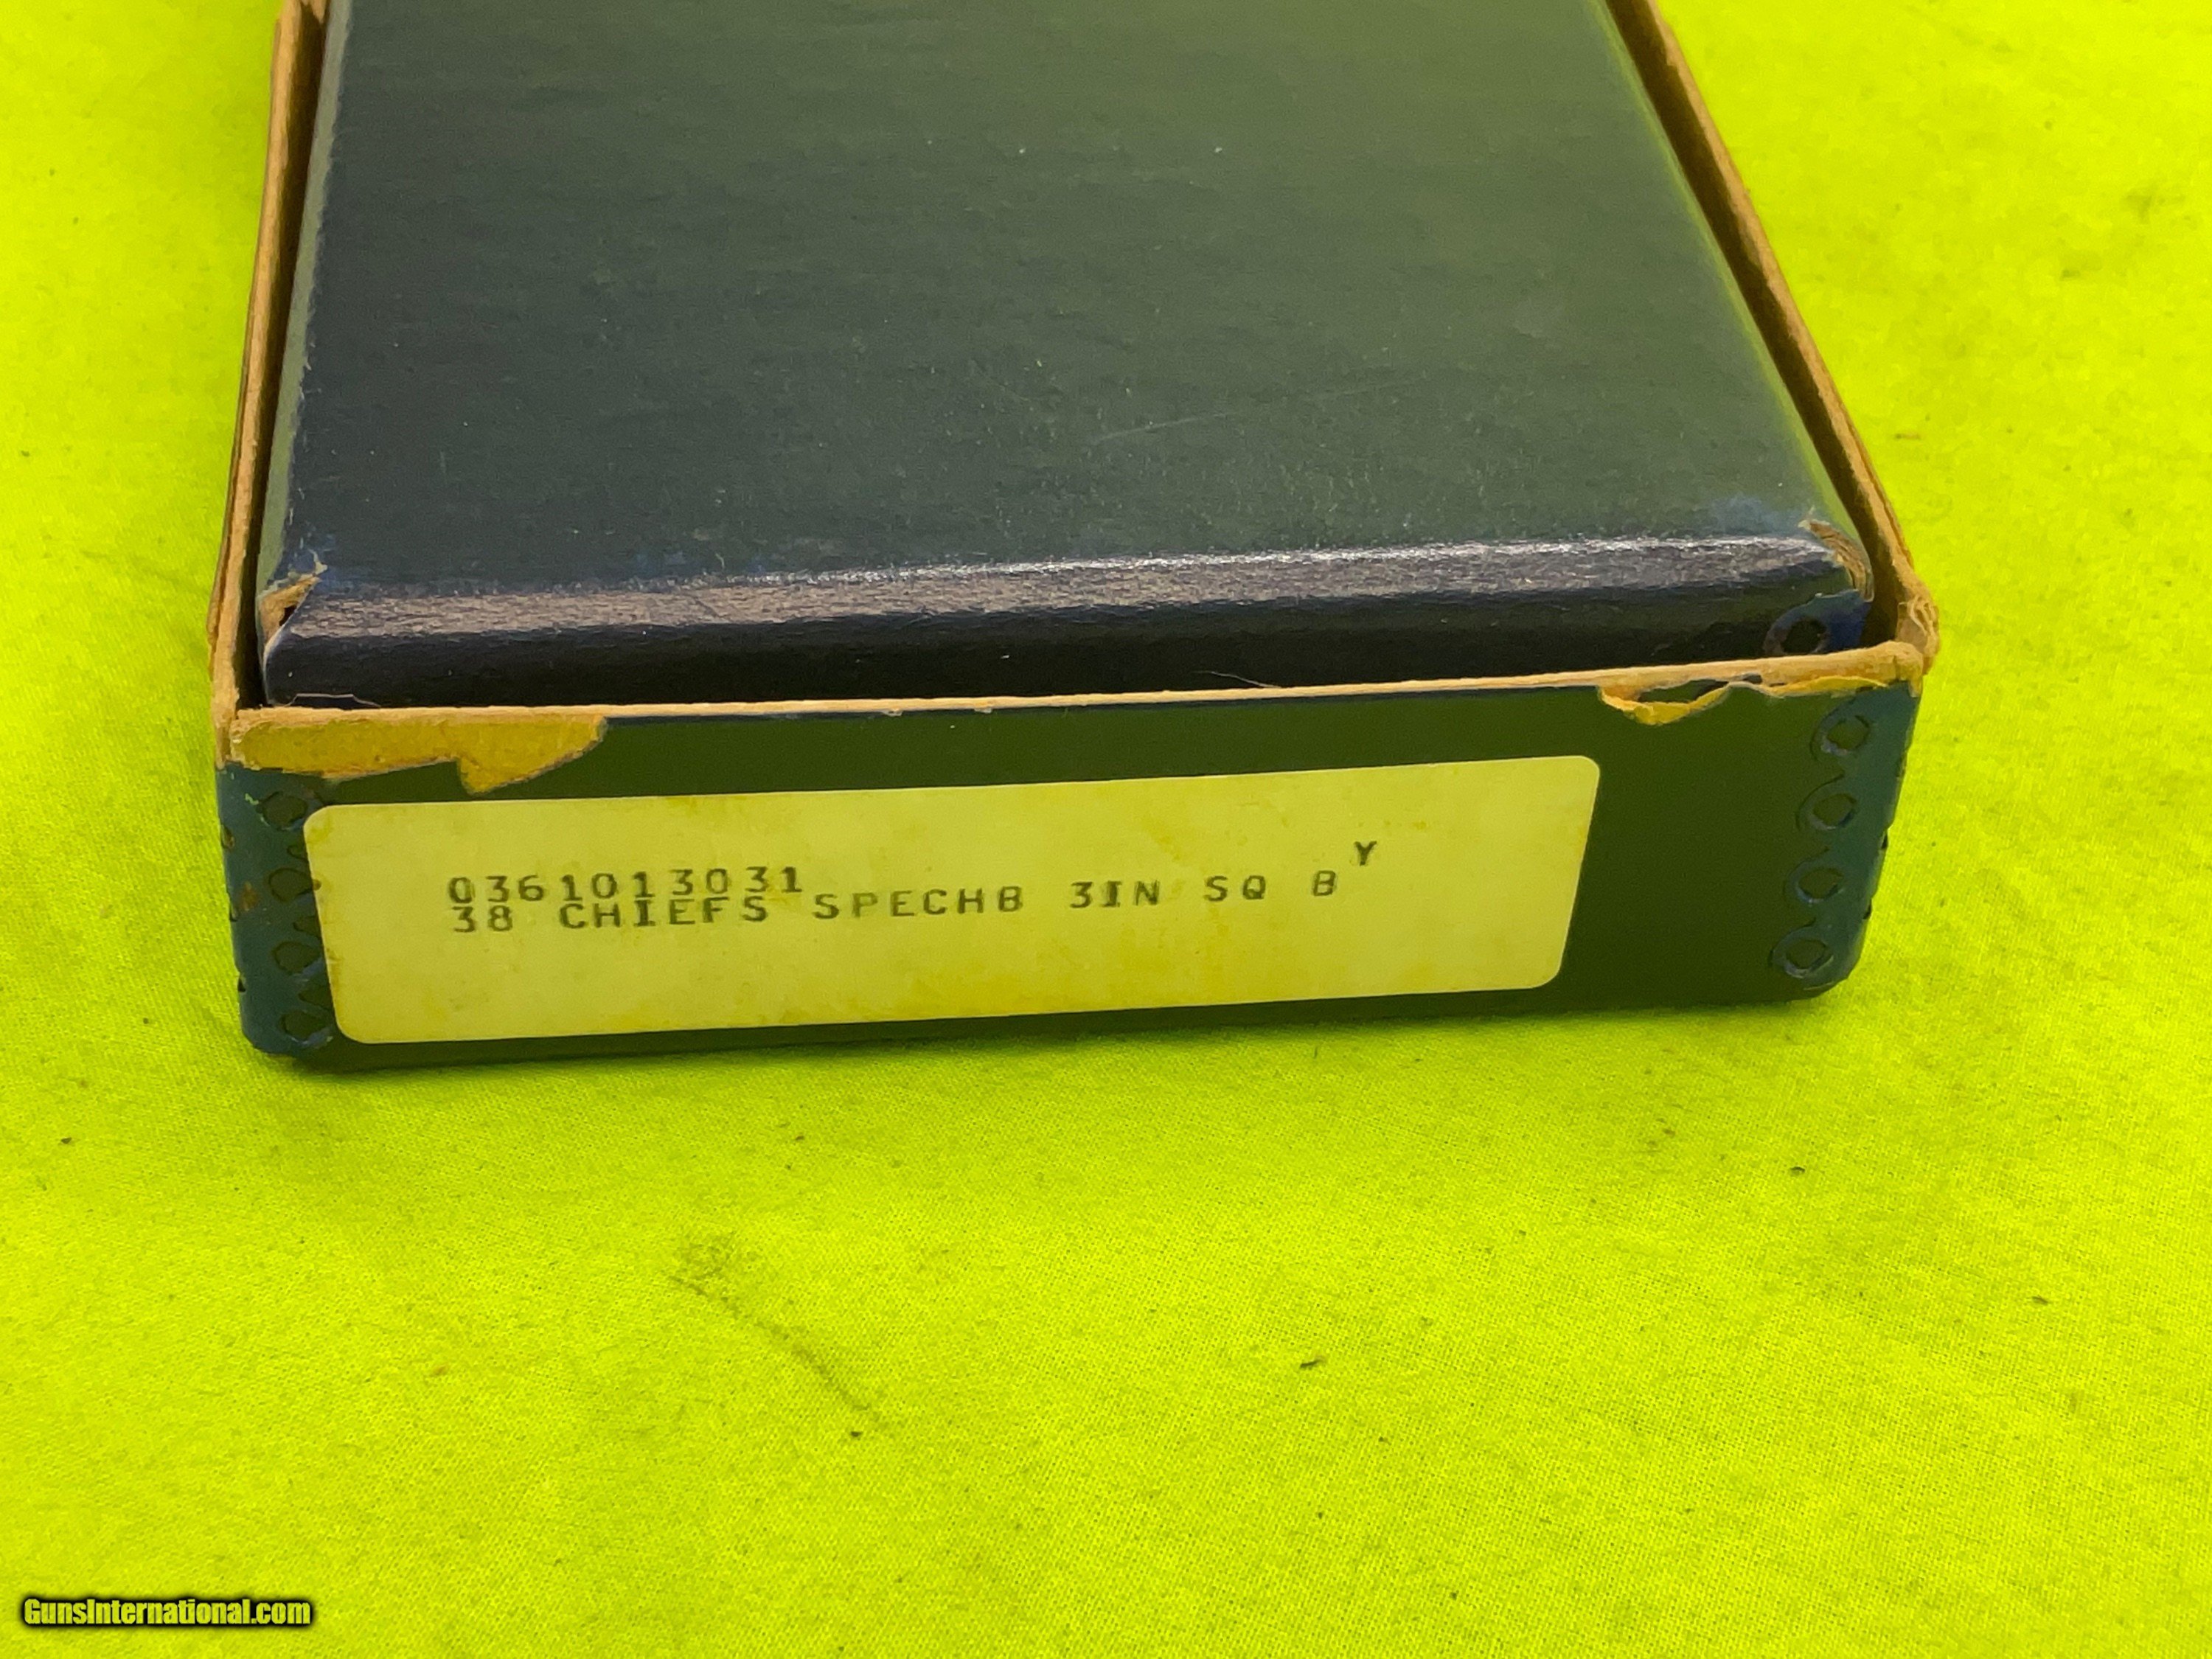 0361013031
38 CHIEFS SPECHB 3IN SQ B Y
GunsInternational.com